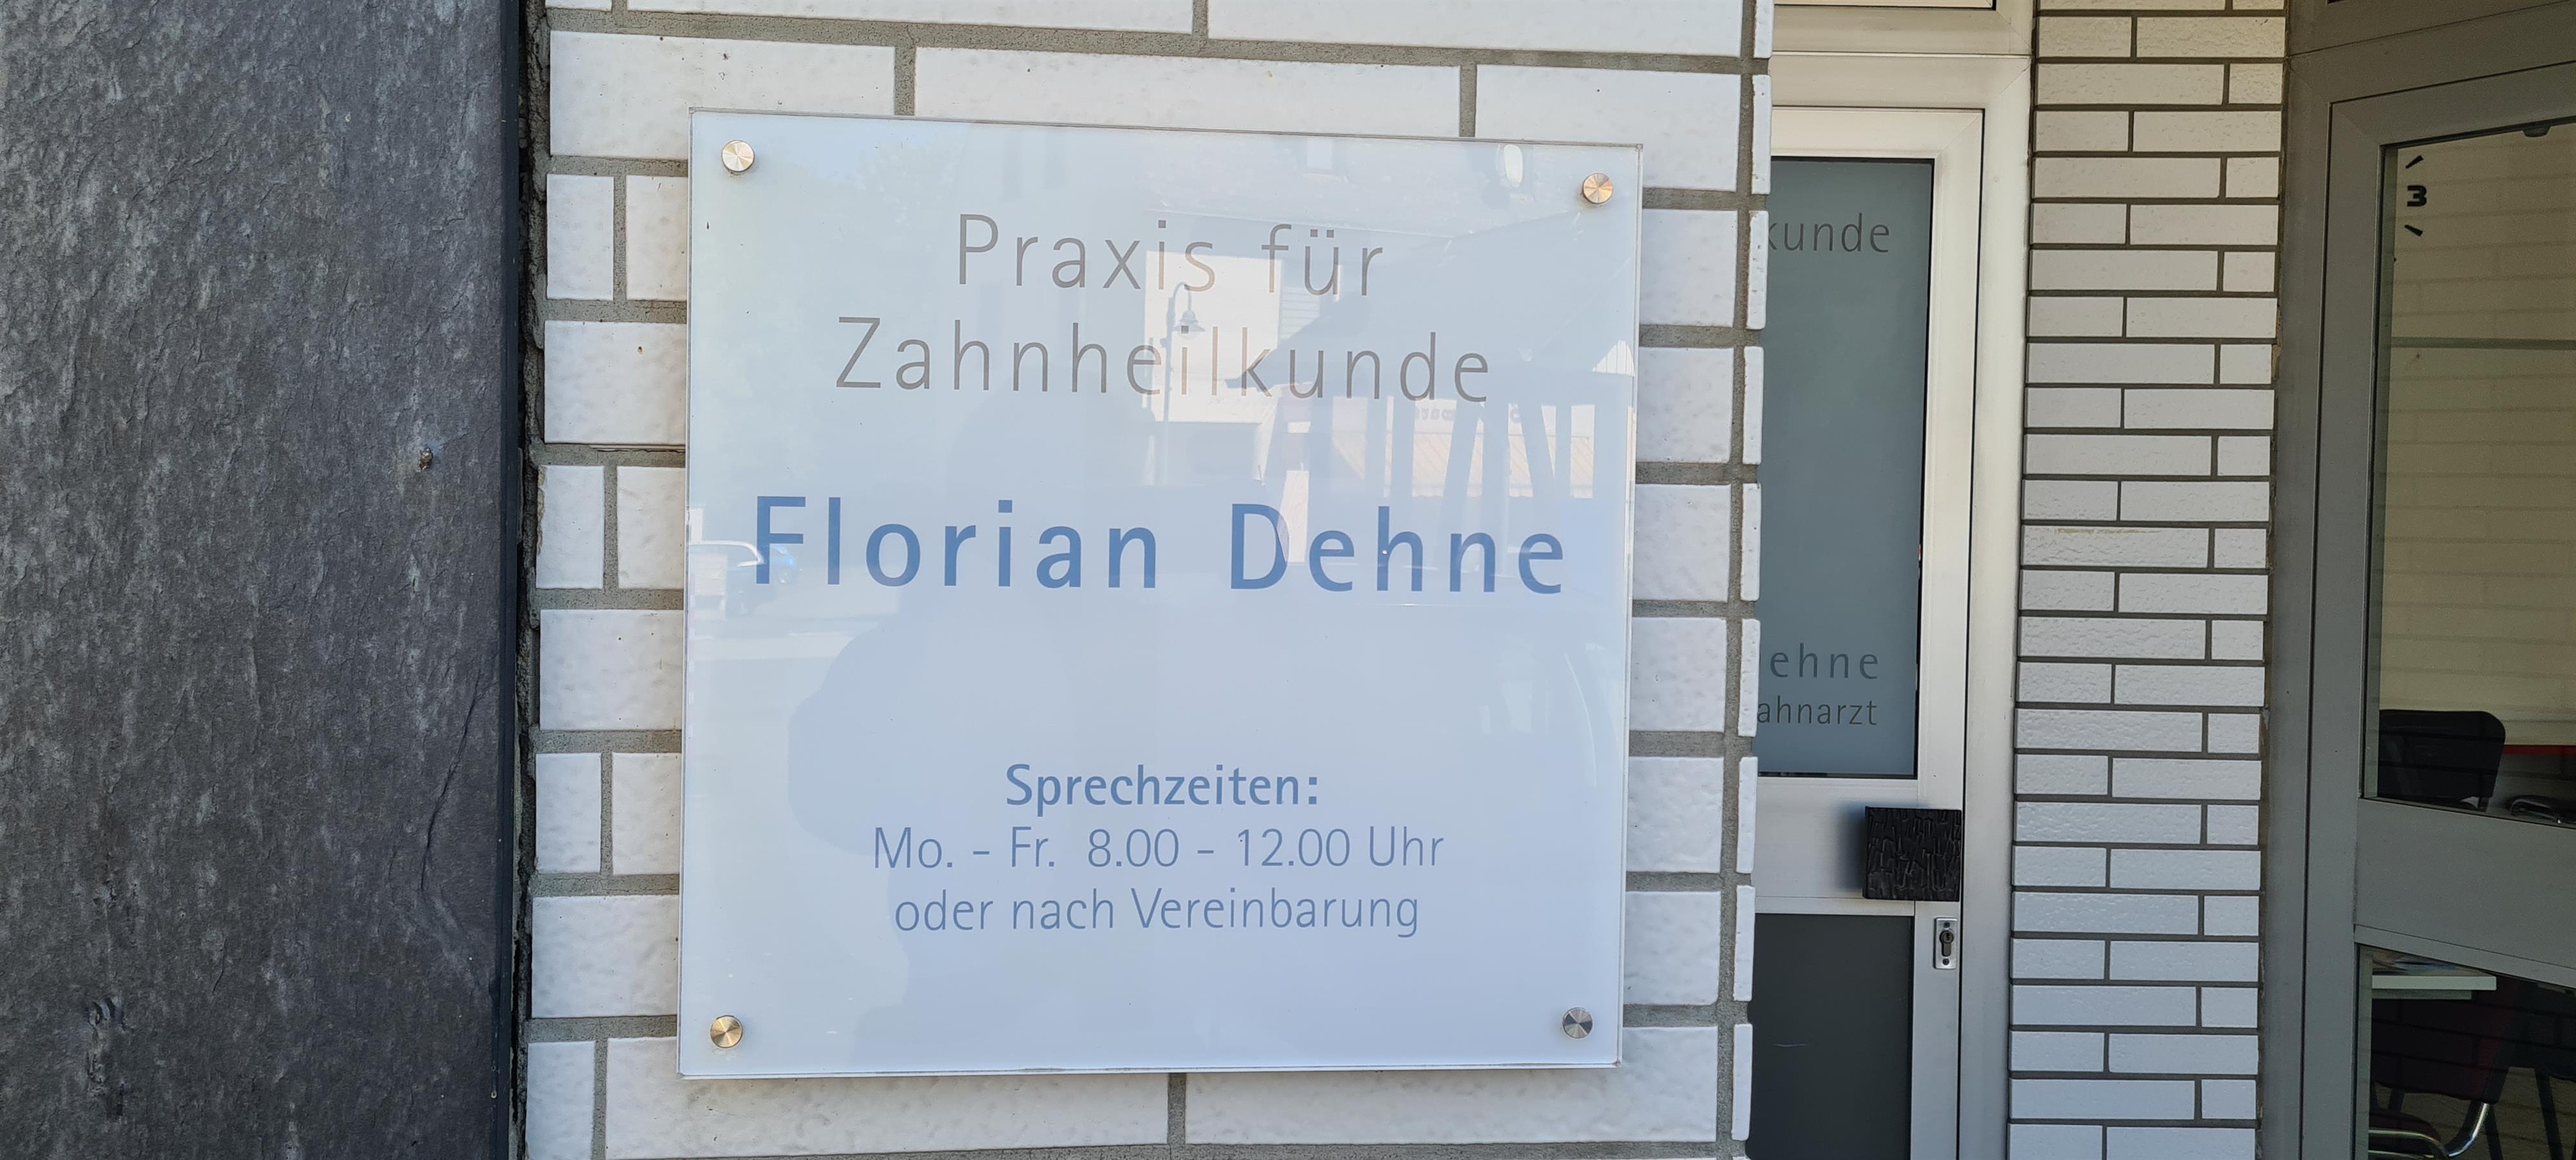 Praxis für
Zahnheilkunde
Florian Dehne
Sprechzeiten:
Mo. - Fr. 8.00 - 12.00 Uhr
oder nach Vereinbarung
kunde
ehne
ahnarzt
3